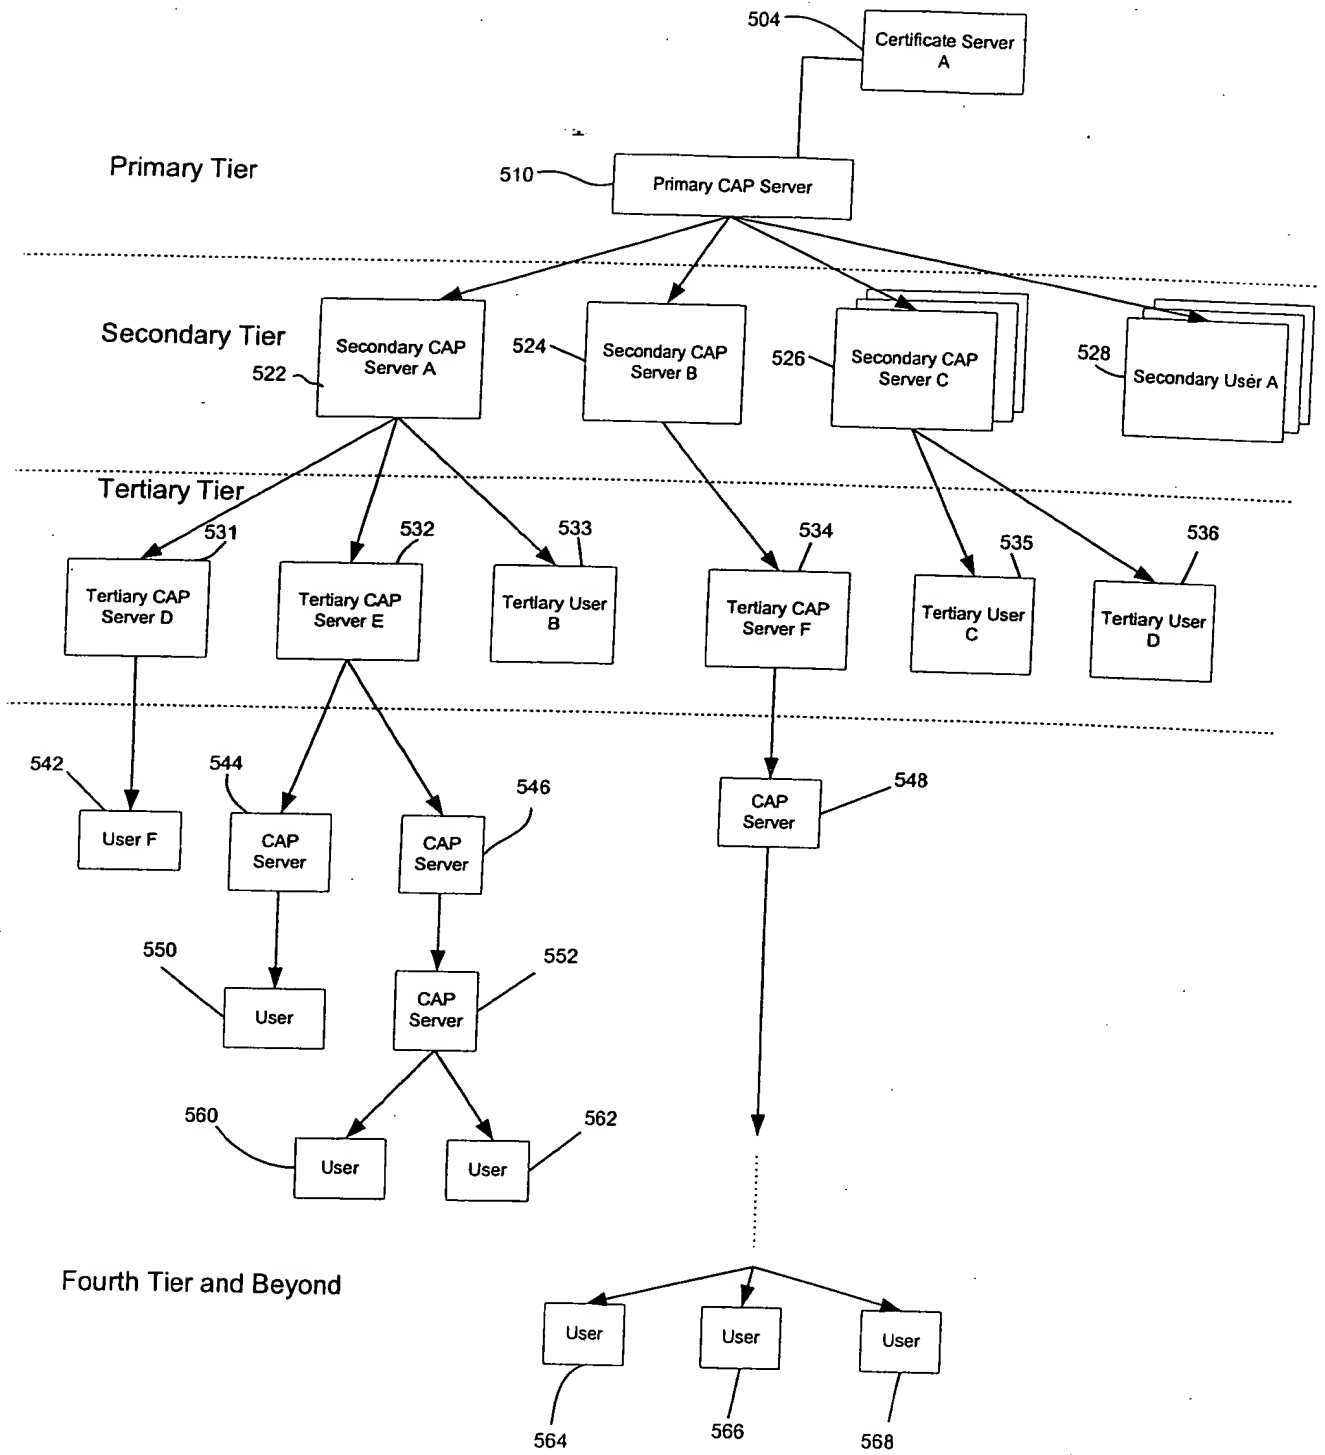 504
Certificate Server
A
Primary Tier
510
Primary CAP Server
Secondary Tier
522
Secondary CAP
Server A
524
Secondary CAP
Server B
526
Secondary CAP
Server C
528
Secondary User A
Tertiary Tier
531
532
533
534
535
536
Tertiary CAP
Server D
Tertiary CAP
Server E
Tertiary User
B
Tertiary CAP
Server F
Tertiary User
C
Tertiary User
D
542
544
546
548
User F
CAP
Server
CAP
Server
CAP
Server
550
552
User
CAP
Server
560
562
User
User
Fourth Tier and Beyond
User
User
User
564
566
568